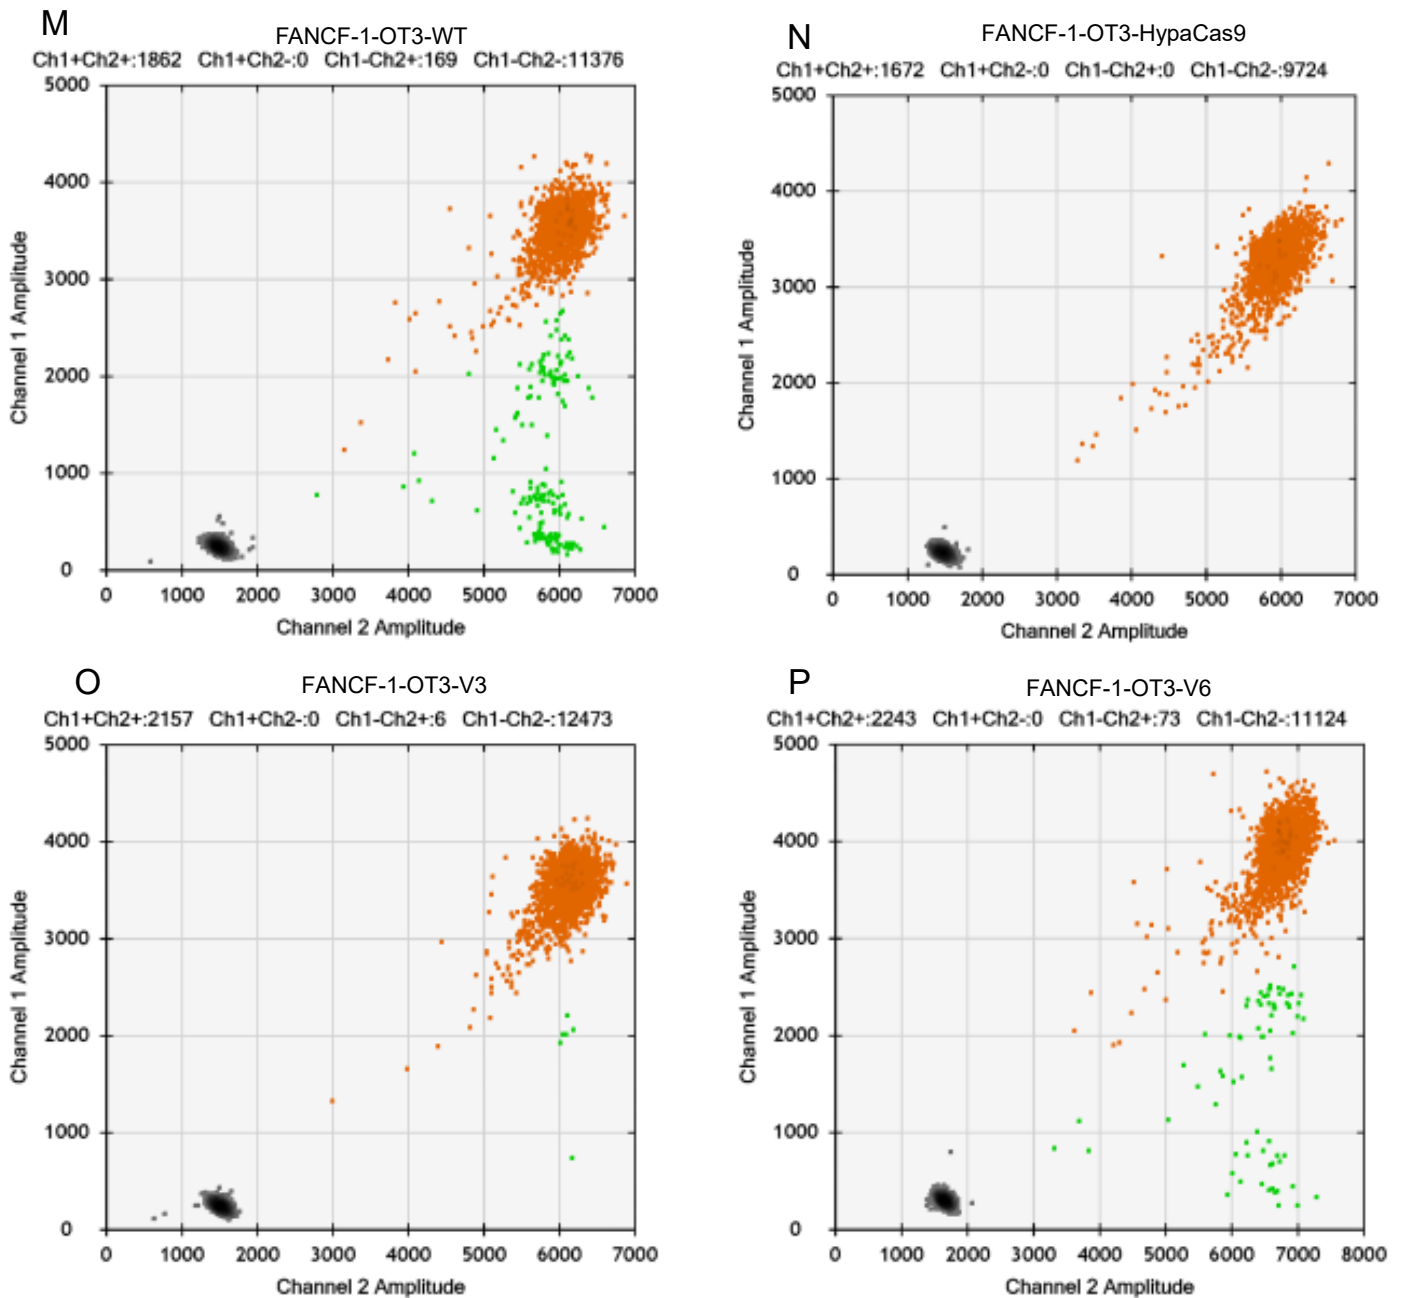 M
FANCF-1-OT3-WT
Ch1+Ch2+:1862 Ch1+Ch2-:0 Ch1-Ch2+:169 Ch1-Ch2-:11376
5000
4000
3000
2000
1000
0
Channel 1 Amplitude
0 1000 2000 3000 4000 5000 6000 7000
Channel 2 Amplitude
N
FANCF-1-OT3-HypaCas9
Ch1+Ch2+:1672 Ch1+Ch2-:0 Ch1-Ch2+:0 Ch1-Ch2-:9724
5000
4000
3000
2000
1000
0
Channel 1 Amplitude
0 1000 2000 3000 4000 5000 6000 7000
Channel 2 Amplitude
O
FANCF-1-OT3-V3
Ch1+Ch2+:2157 Ch1+Ch2-:0 Ch1-Ch2+:6 Ch1-Ch2-:12473
5000
4000
3000
2000
1000
0
Channel 1 Amplitude
0 1000 2000 3000 4000 5000 6000 7000
Channel 2 Amplitude
P
FANCF-1-OT3-V6
Ch1+Ch2+:2243 Ch1+Ch2-:0 Ch1-Ch2+:73 Ch1-Ch2-:11124
5000
4000
3000
2000
1000
0
Channel 1 Amplitude
0 1000 2000 3000 4000 5000 6000 7000 8000
Channel 2 Amplitude